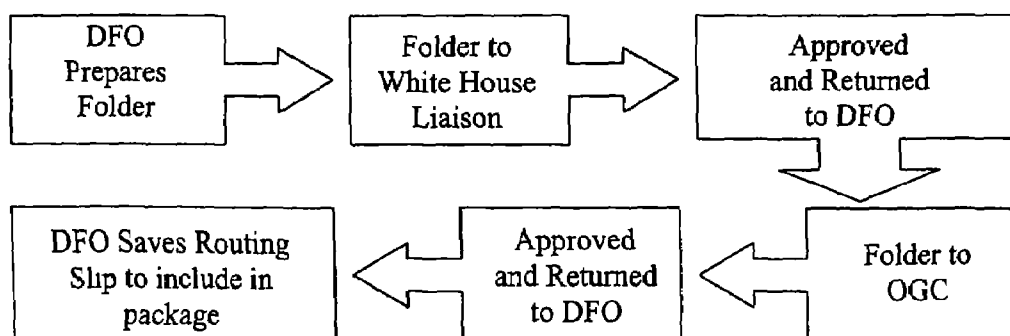 DFO
Prepares
Folder
Folder to
White House
Liaison
Approved
and Returned
to DFO
Folder to
OGC
Approved
and Returned
to DFO
DFO Saves Routing
Slip to include in
package